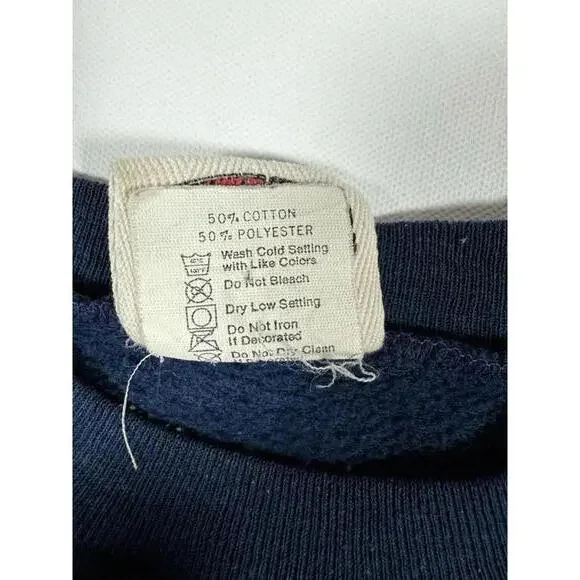 50% COTTON
50% POLYESTER
Wash Cold Setting
with Like Colors
Do Not Bleach
Dry Low Setting
Do Not Iron
If Decorated
Do Not Dry Clean